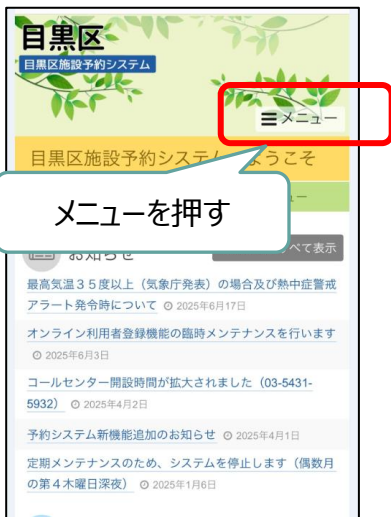 目黒区
目黒区施設予約システム
メニュー
目黒区施設予約システム ようこそ
ー
メニューを押す
お知らせ
べて表示
最高気温35度以上（気象庁発表）の場合及び熱中症警戒
アラート発令時について 2025年6月17日
オンライン利用者登録機能の臨時メンテナンスを行います
2025年6月3日
コールセンター開設時間が拡大されました（03-5431-
5932） 2025年4月2日
予約システム新機能追加のお知らせ 2025年4月1日
定期メンテナンスのため、システムを停止します（偶数月
の第４木曜日深夜） 2025年1月6日